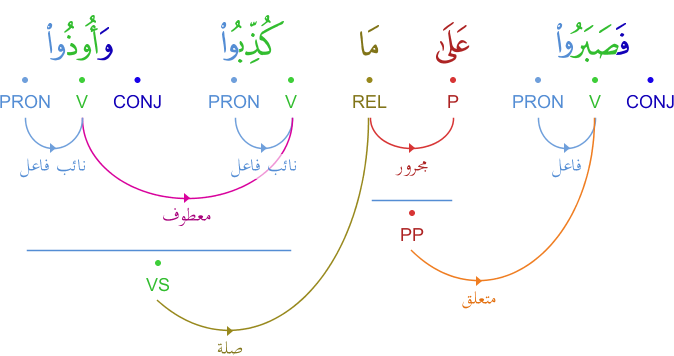 فَصَبَرُوا۟ عَلَىٰ مَا كُذِّبُوا۟ وَأُوذُوا۟
CONJ V PRON P REL V PRON CONJ V PRON
فاعل مجرور نائب فاعل نائب فاعل
معطوف
PP
VS
متعلق
صلة